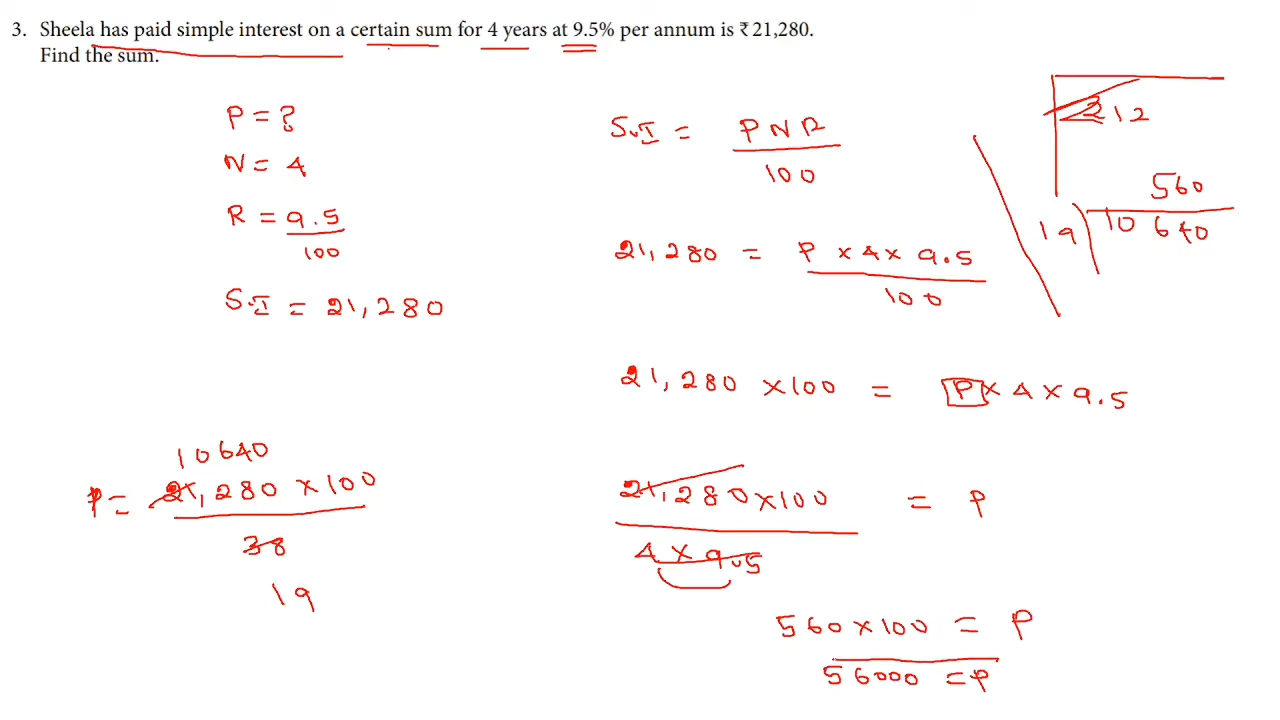 3. Sheela has paid simple interest on a certain sum for 4 years at 9.5% per annum is ₹21,280.
Find the sum.
P = ?
N = 4
R = 9.5
100
S.I = 21,280
S.I = PNR
100
21,280 = P x 4 x 9.5
100
21,280 x 100 = P x 4 x 9.5
21,280 x 100 = P
4 x 9.5
10640
P = 21,280 x 100
38
19
212
560
19) 10640
560 x 100 = P
56000 = P